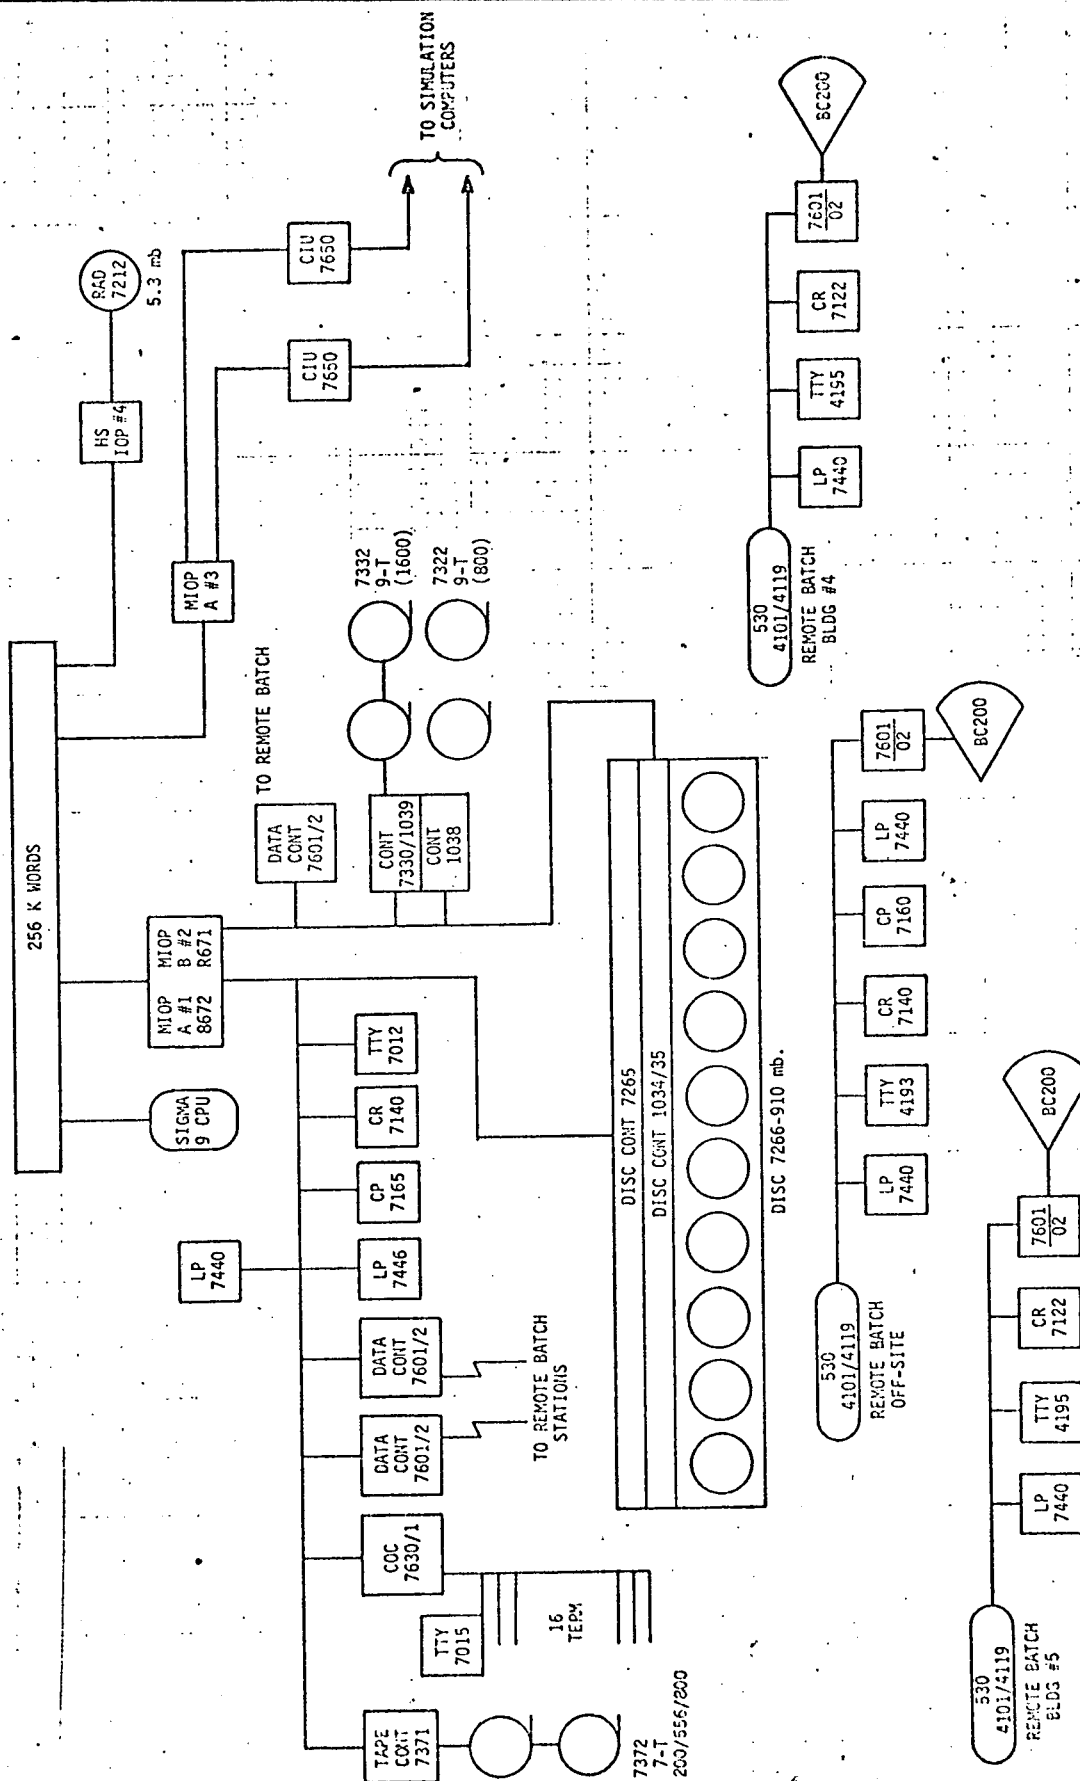 256 K WORDS
SIGMA
9 CPU
MIOP
A #1
8672
MIOP
B #2
R671
MIOP
A #3
HS
IOP #4
RAD
7212
5.3 mb
CIU
7650
CIU
7650
TO SIMULATION
COMPUTERS
TO REMOTE BATCH
DATA
CONT
7601/2
CONT
7330/1039
CONT
1038
7332
9-T
(1600)
7322
9-T
(800)
TAPE
CONT
7371
7372
7-T
200/556/800
COC
7630/1
TTY
7015
16
TERM
DATA
CONT
7601/2
DATA
CONT
7601/2
TO REMOTE BATCH
STATIONS
LP
7440
LP
7446
CP
7165
CR
7140
TTY
7012
DISC CONT 7265
DISC CONT 1034/35
DISC 7266-910 mb.
530
4101/4119
REMOTE BATCH
BLDG #4
LP
7440
TTY
4195
CR
7122
7601
02
BC200
530
4101/4119
REMOTE BATCH
OFF-SITE
LP
7440
TTY
4193
CR
7140
CP
7160
LP
7440
7601
02
BC200
530
4101/4119
REMOTE BATCH
BLDG #5
LP
7440
TTY
4195
CR
7122
7601
02
BC200